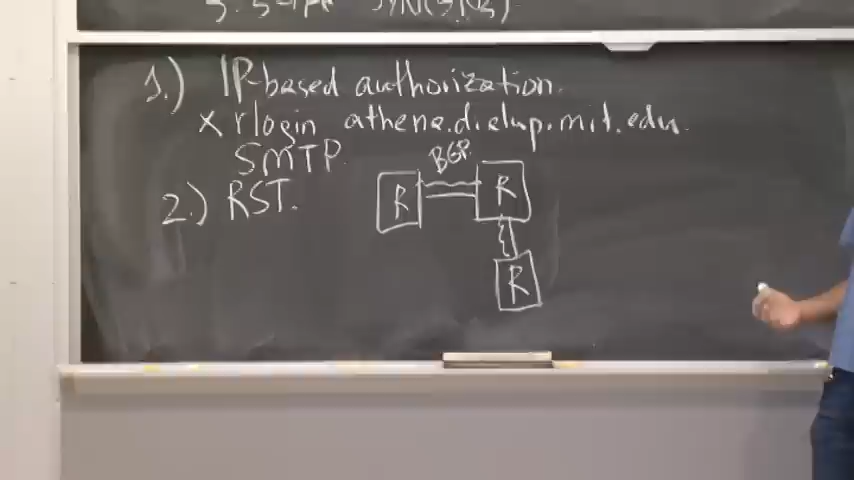 1.) IP-based authorization.
x rlogin athena.dialup.mit.edu.
SMTP.
BGP.
2.) RST.
R
R
R